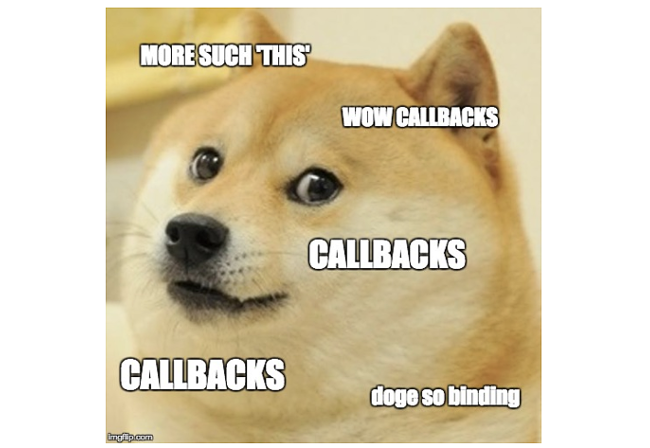 MORE SUCH 'THIS'
WOW CALLBACKS
CALLBACKS
CALLBACKS
doge so binding
imgflip.com